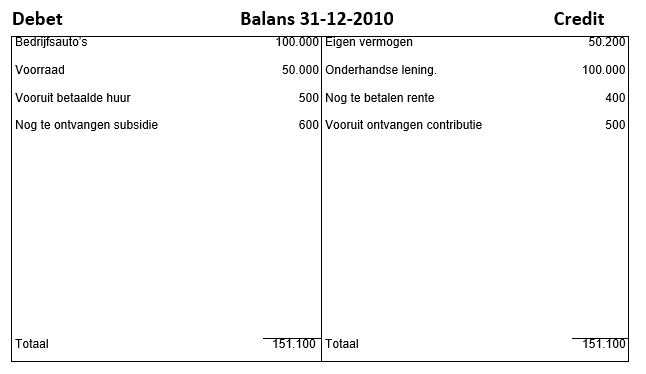 Debet Balans 31-12-2010 Credit
Bedrijfsauto's 100.000 Eigen vermogen 50.200
Voorraad 50.000 Onderhandse lening. 100.000
Vooruit betaalde huur 500 Nog te betalen rente 400
Nog te ontvangen subsidie 600 Vooruit ontvangen contributie 500
Totaal 151.100 Totaal 151.100